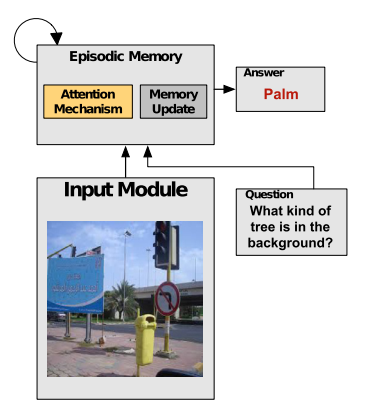 Episodic Memory
Attention
Mechanism
Memory
Update
Answer
Palm
Input Module
Question
What kind of
tree is in the
background?